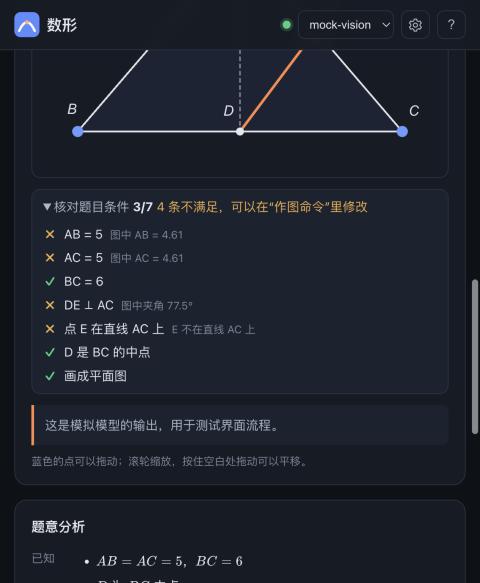 数形
mock-vision
?
B
D
C
▼核对题目条件 3/7 4 条不满足，可以在“作图命令”里修改
AB = 5 图中 AB = 4.61
AC = 5 图中 AC = 4.61
BC = 6
DE ⊥ AC 图中夹角 77.5°
点 E 在直线 AC 上 E 不在直线 AC 上
D 是 BC 的中点
画成平面图
这是模拟模型的输出，用于测试界面流程。
蓝色的点可以拖动；滚轮缩放，按住空白处拖动可以平移。
题意分析
已知
• AB = AC = 5，BC = 6